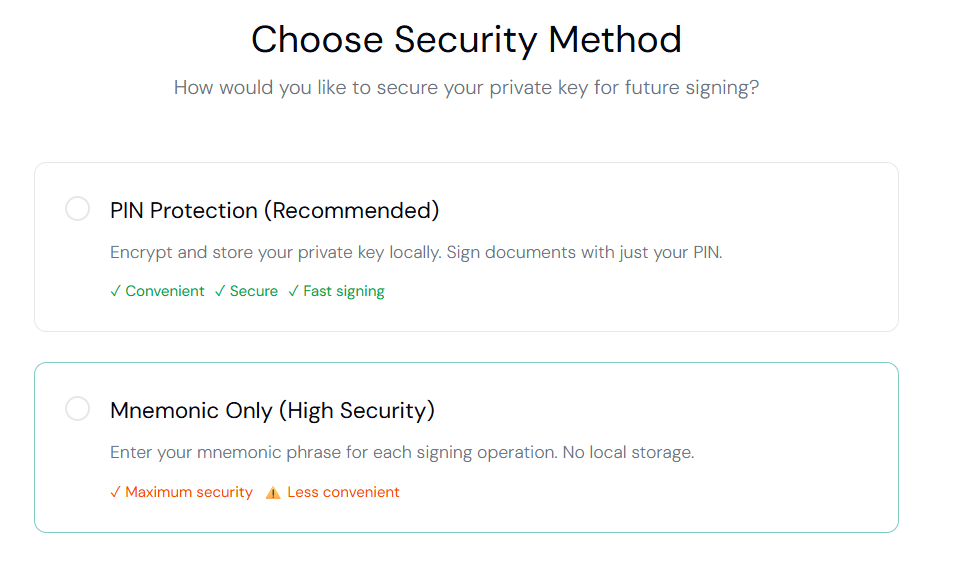 Choose Security Method
How would you like to secure your private key for future signing?
PIN Protection (Recommended)
Encrypt and store your private key locally. Sign documents with just your PIN.
✓ Convenient ✓ Secure ✓ Fast signing
Mnemonic Only (High Security)
Enter your mnemonic phrase for each signing operation. No local storage.
✓ Maximum security ⚠️ Less convenient